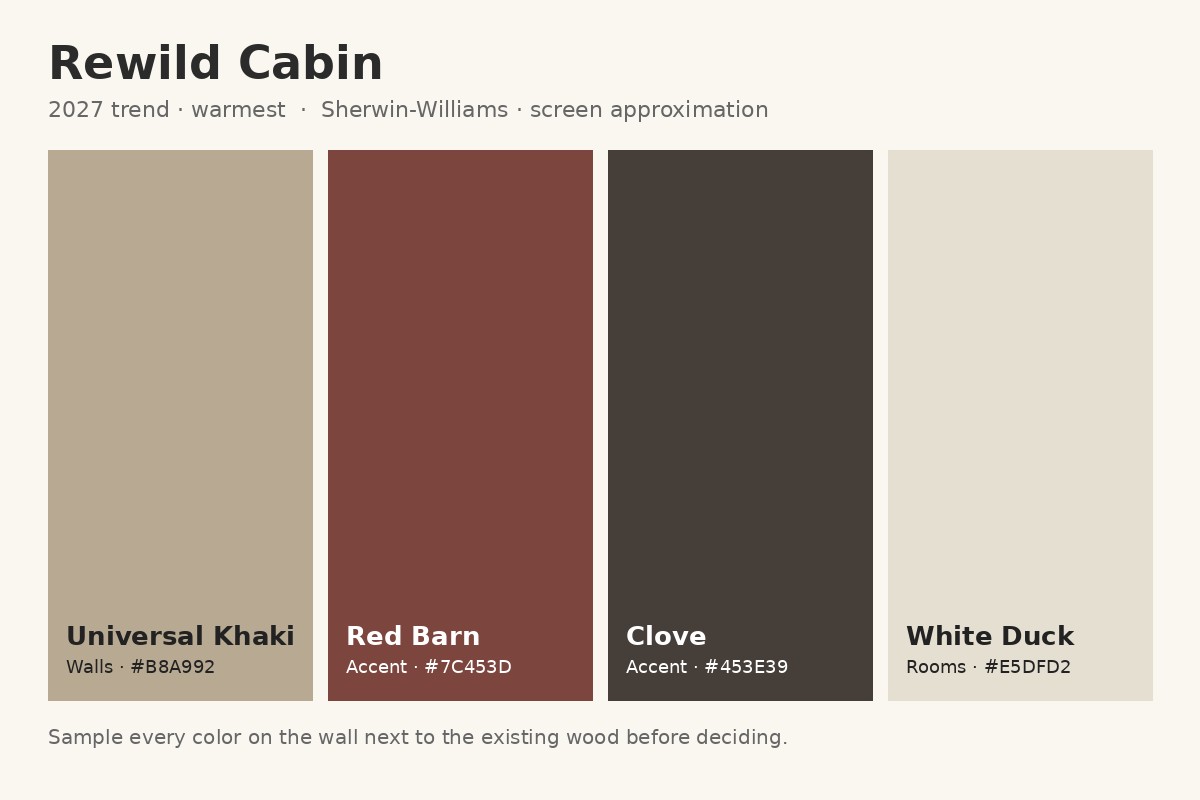 Rewild Cabin
2027 trend · warmest · Sherwin-Williams · screen approximation
Universal Khaki
Walls · #B8A992
Red Barn
Accent · #7C453D
Clove
Accent · #453E39
White Duck
Rooms · #E5DFD2
Sample every color on the wall next to the existing wood before deciding.